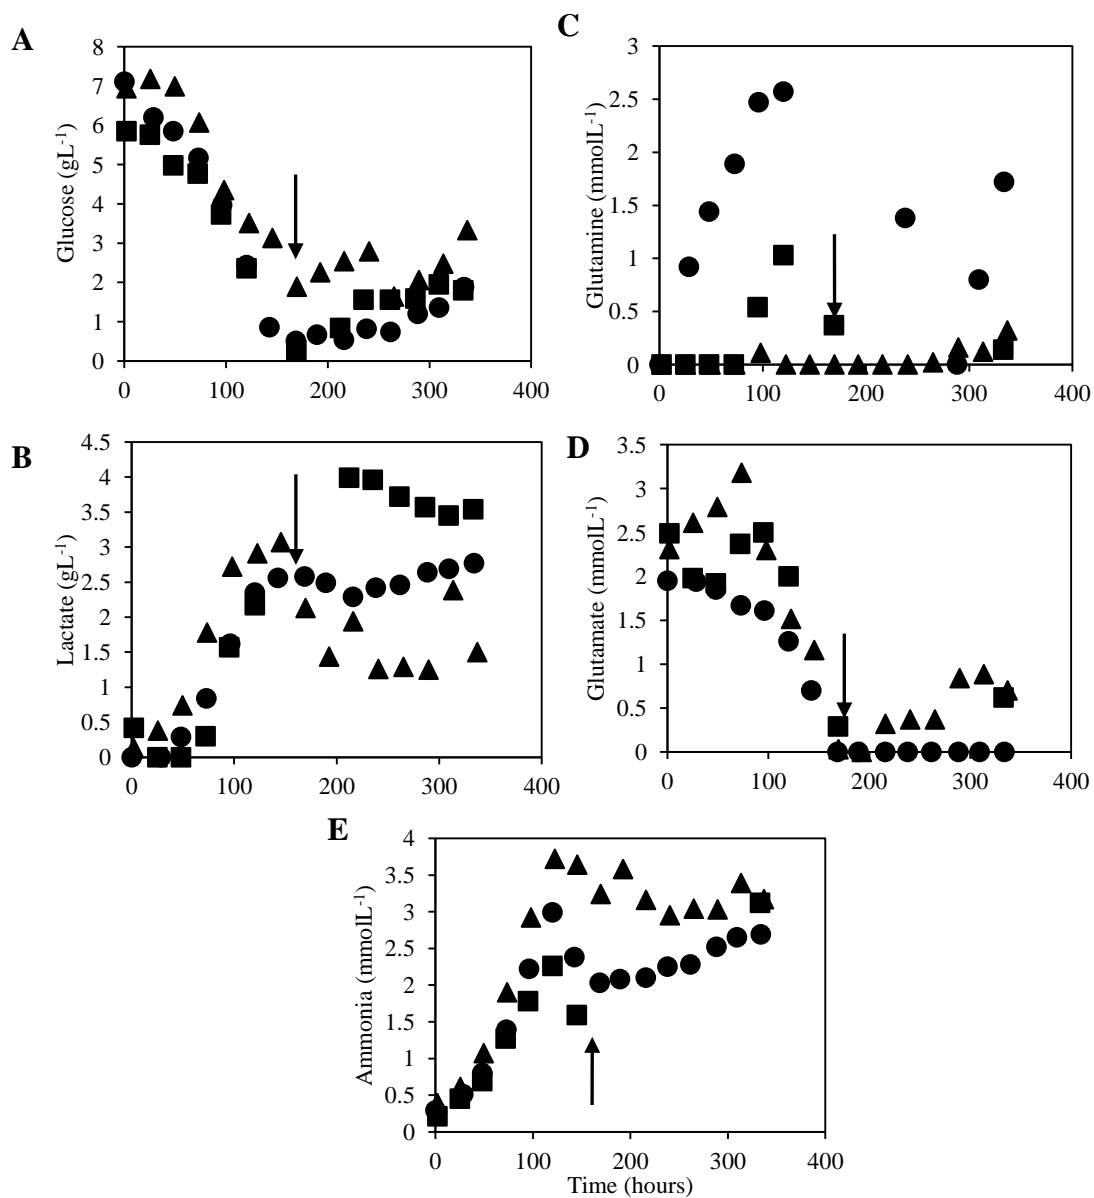 A
Glucose (gL-1)
8
7
6
5
4
3
2
1
0
0 100 200 300 400
C
Glutamine (mmolL-1)
3
2.5
2
1.5
1
0.5
0
0 100 200 300 400
B
Lactate (gL-1)
4.5
4
3.5
3
2.5
2
1.5
1
0.5
0
0 100 200 300 400
D
Glutamate (mmolL-1)
3.5
3
2.5
2
1.5
1
0.5
0
0 100 200 300 400
E
Ammonia (mmolL-1)
4
3.5
3
2.5
2
1.5
1
0.5
0
0 100 200 300 400
Time (hours)